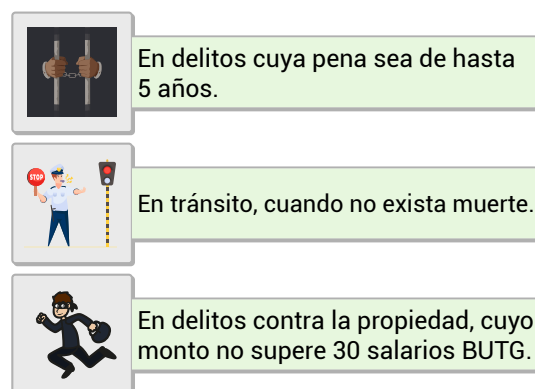 En delitos cuya pena sea de hasta
5 años.
STOP
En tránsito, cuando no exista muerte.
En delitos contra la propiedad, cuyo
monto no supere 30 salarios BUTG.